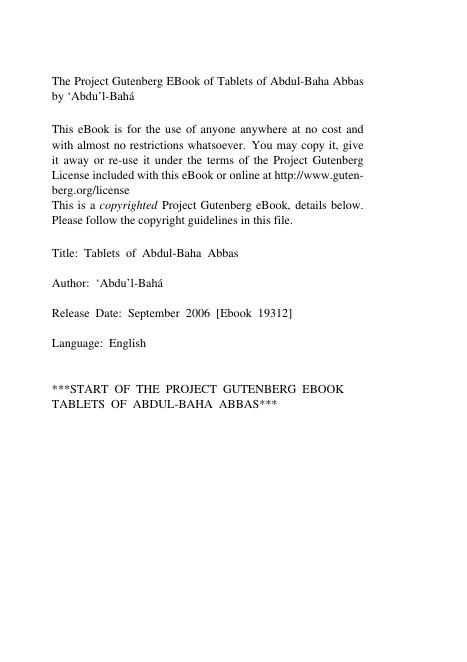 The Project Gutenberg EBook of Tablets of Abdul-Baha Abbas
by ‘Abdu’l-Bahá
This eBook is for the use of anyone anywhere at no cost and
with almost no restrictions whatsoever. You may copy it, give
it away or re-use it under the terms of the Project Gutenberg
License included with this eBook or online at http://www.guten-
berg.org/license
This is a copyrighted Project Gutenberg eBook, details below.
Please follow the copyright guidelines in this file.
Title: Tablets of Abdul-Baha Abbas
Author: ‘Abdu’l-Bahá
Release Date: September 2006 [Ebook 19312]
Language: English
***START OF THE PROJECT GUTENBERG EBOOK
TABLETS OF ABDUL-BAHA ABBAS***